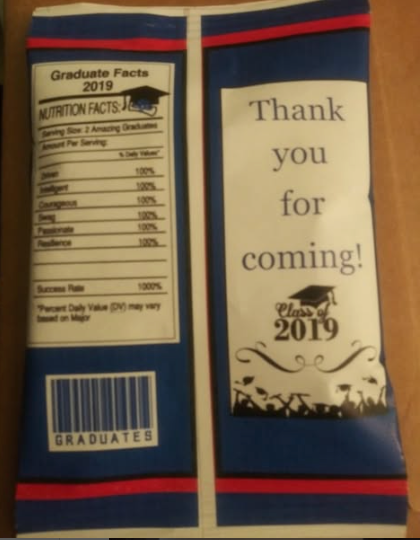 Graduate Facts
2019
NUTRITION FACTS:
Serving Size: 2 Amazing Graduates
Amount Per Serving:
% Daily Values*
Driven 100%
Intelligent 100%
Courageous 100%
Swag 100%
Passionate 100%
Resilience 100%
Success Rate 1000%
*Percent Daily Value (DV) may vary
based on Major
GRADUATES
Thank
you
for
coming!
Class of
2019